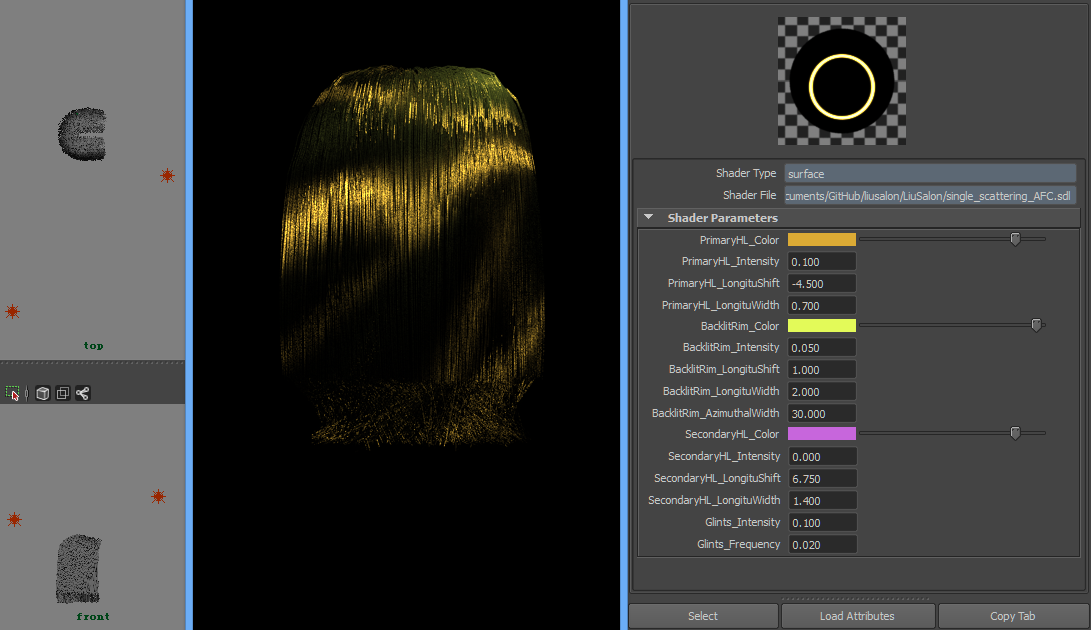 top
front
Shader Type surface
Shader File cuments/GitHub/liusalon/LiuSalon/single_scattering_AFC.sdl
Shader Parameters
PrimaryHL_Color
PrimaryHL_Intensity 0.100
PrimaryHL_LongituShift -4.500
PrimaryHL_LongituWidth 0.700
BacklitRim_Color
BacklitRim_Intensity 0.050
BacklitRim_LongituShift 1.000
BacklitRim_LongituWidth 2.000
BacklitRim_AzimuthalWidth 30.000
SecondaryHL_Color
SecondaryHL_Intensity 0.000
SecondaryHL_LongituShift 6.750
SecondaryHL_LongituWidth 1.400
Glints_Intensity 0.100
Glints_Frequency 0.020
Select Load Attributes Copy Tab